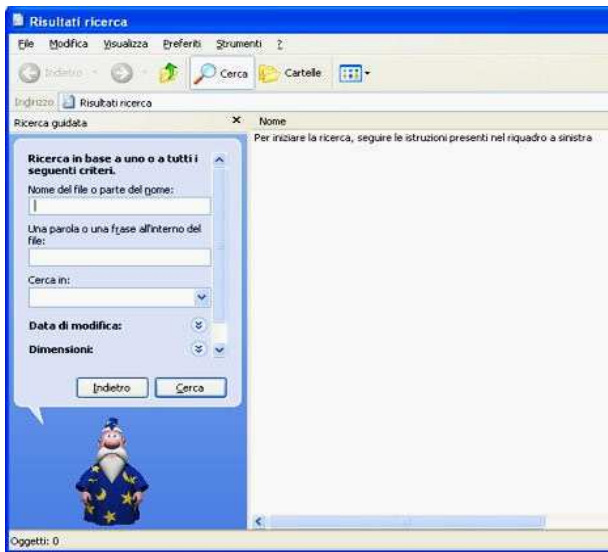 Risultati ricerca
File Modifica Visualizza Preferiti Strumenti ?
Indietro Cerca Cartelle
Indirizzo Risultati ricerca
Ricerca guidata
Nome
Per iniziare la ricerca, seguire le istruzioni presenti nel riquadro a sinistra
Ricerca in base a uno o a tutti i
seguenti criteri.
Nome del file o parte del nome:
Una parola o una frase all'interno del
file:
Cerca in:
Data di modifica:
Dimensioni:
Indietro Cerca
Oggetti: 0